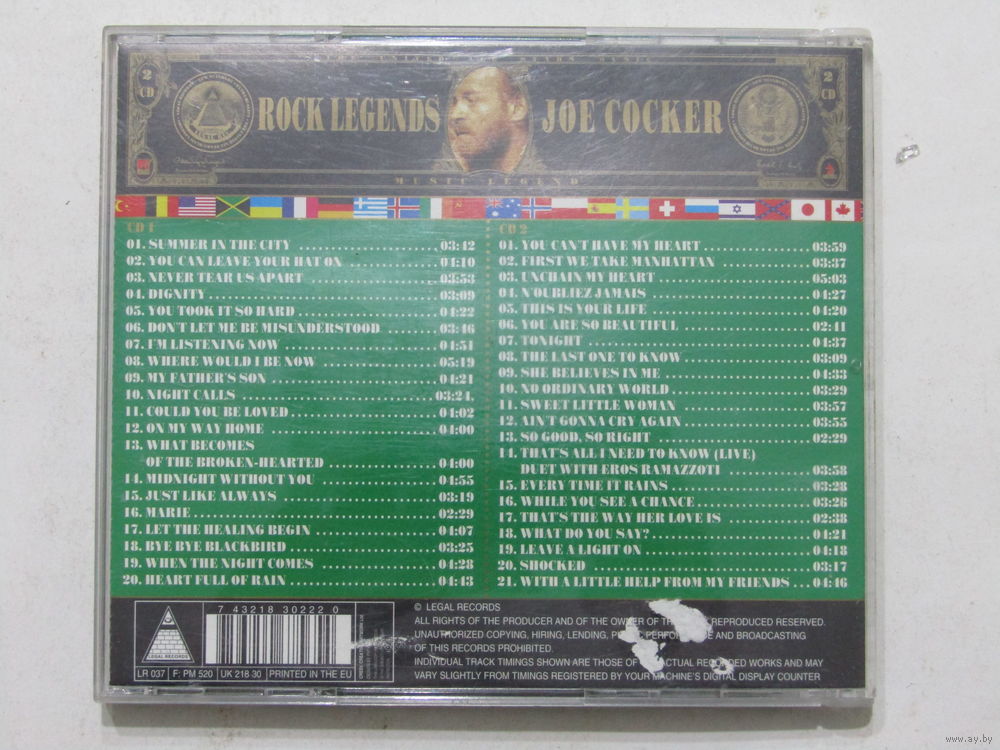 2 CD
ROCK LEGENDS JOE COCKER
2 CD
MUSIC LEGEND
CD 1
01. SUMMER IN THE CITY 03:42
02. YOU CAN LEAVE YOUR HAT ON 04:10
03. NEVER TEAR US APART 03:53
04. DIGNITY 03:09
05. YOU TOOK IT SO HARD 04:22
06. DON'T LET ME BE MISUNDERSTOOD 03:46
07. I'M LISTENING NOW 04:51
08. WHERE WOULD I BE NOW 05:19
09. MY FATHER'S SON 04:21
10. NIGHT CALLS 03:24
11. COULD YOU BE LOVED 04:02
12. ON MY WAY HOME 04:00
13. WHAT BECOMES
OF THE BROKEN-HEARTED 04:00
14. MIDNIGHT WITHOUT YOU 04:55
15. JUST LIKE ALWAYS 03:19
16. MARIE 02:29
17. LET THE HEALING BEGIN 04:07
18. BYE BYE BLACKBIRD 03:25
19. WHEN THE NIGHT COMES 04:28
20. HEART FULL OF RAIN 04:43
CD 2
01. YOU CAN'T HAVE MY HEART 03:59
02. FIRST WE TAKE MANHATTAN 03:37
03. UNCHAIN MY HEART 05:03
04. N'OUBLIEZ JAMAIS 04:27
05. THIS IS YOUR LIFE 04:20
06. YOU ARE SO BEAUTIFUL 02:41
07. TONIGHT 04:37
08. THE LAST ONE TO KNOW 03:09
09. SHE BELIEVES IN ME 04:33
10. NO ORDINARY WORLD 03:29
11. SWEET LITTLE WOMAN 03:57
12. AIN'T GONNA CRY AGAIN 03:55
13. SO GOOD, SO RIGHT 02:29
14. THAT'S ALL I NEED TO KNOW (LIVE)
DUET WITH EROS RAMAZZOTI 03:58
15. EVERY TIME IT RAINS 03:28
16. WHILE YOU SEE A CHANCE 03:26
17. THAT'S THE WAY HER LOVE IS 02:38
18. WHAT DO YOU SAY? 04:21
19. LEAVE A LIGHT ON 04:18
20. SHOCKED 03:17
21. WITH A LITTLE HELP FROM MY FRIENDS 04:46
LEGAL RECORDS
7 43218 30222 0
LR 037 F: PM 520 UK 218 30 PRINTED IN THE EU
© LEGAL RECORDS
ALL RIGHTS OF THE PRODUCER AND OF THE OWNER OF REPRODUCED RESERVED.
UNAUTHORIZED COPYING, HIRING, LENDING, AND BROADCASTING
OF THIS RECORDS PROHIBITED.
INDIVIDUAL TRACK TIMINGS SHOWN ARE THOSE OF ACTUAL RECORDED WORKS AND MAY
VARY SLIGHTLY FROM TIMINGS REGISTERED BY YOUR MACHINE'S DIGITAL DISPLAY COUNTER
www.ay.by